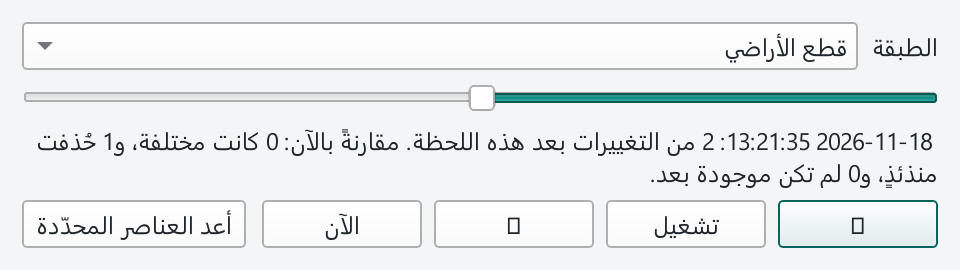 الطبقة
قطع الأراضي
2026-11-18 13:21:35: 2 من التغييرات بعد هذه اللحظة. مقارنةً بالآن: 0 كانت مختلفة، و1 حُذفت
منذئذٍ، و0 لم تكن موجودة بعد.
تشغيل
الآن
أعد العناصر المحدّدة